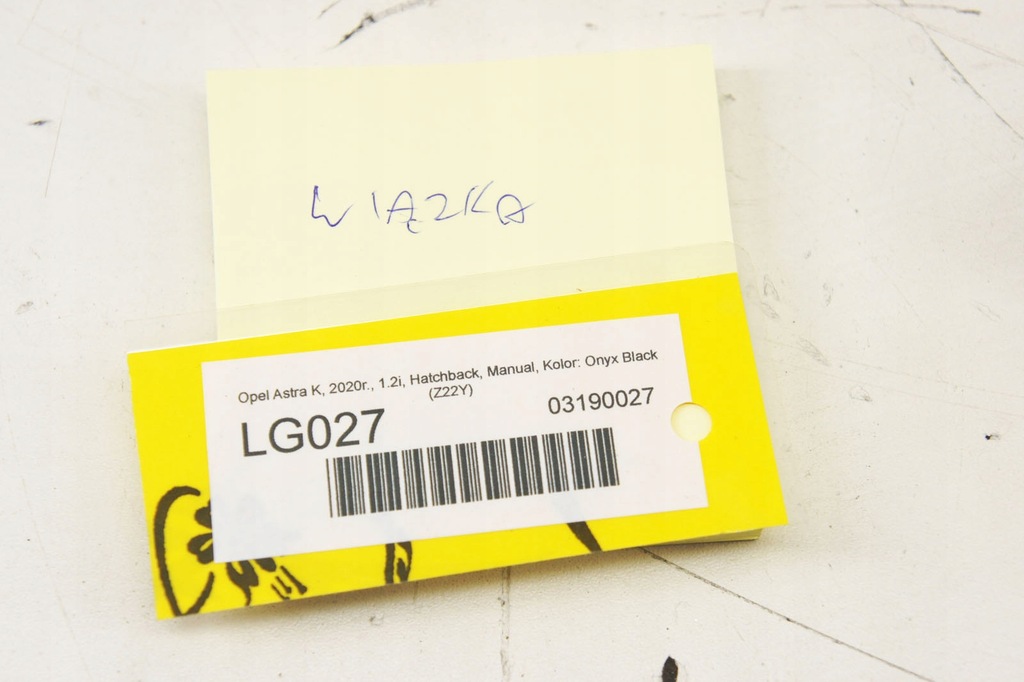 WIĄZKA
Opel Astra K, 2020r., 1.2i, Hatchback, Manual, Kolor: Onyx Black
(Z22Y)
LG027 03190027